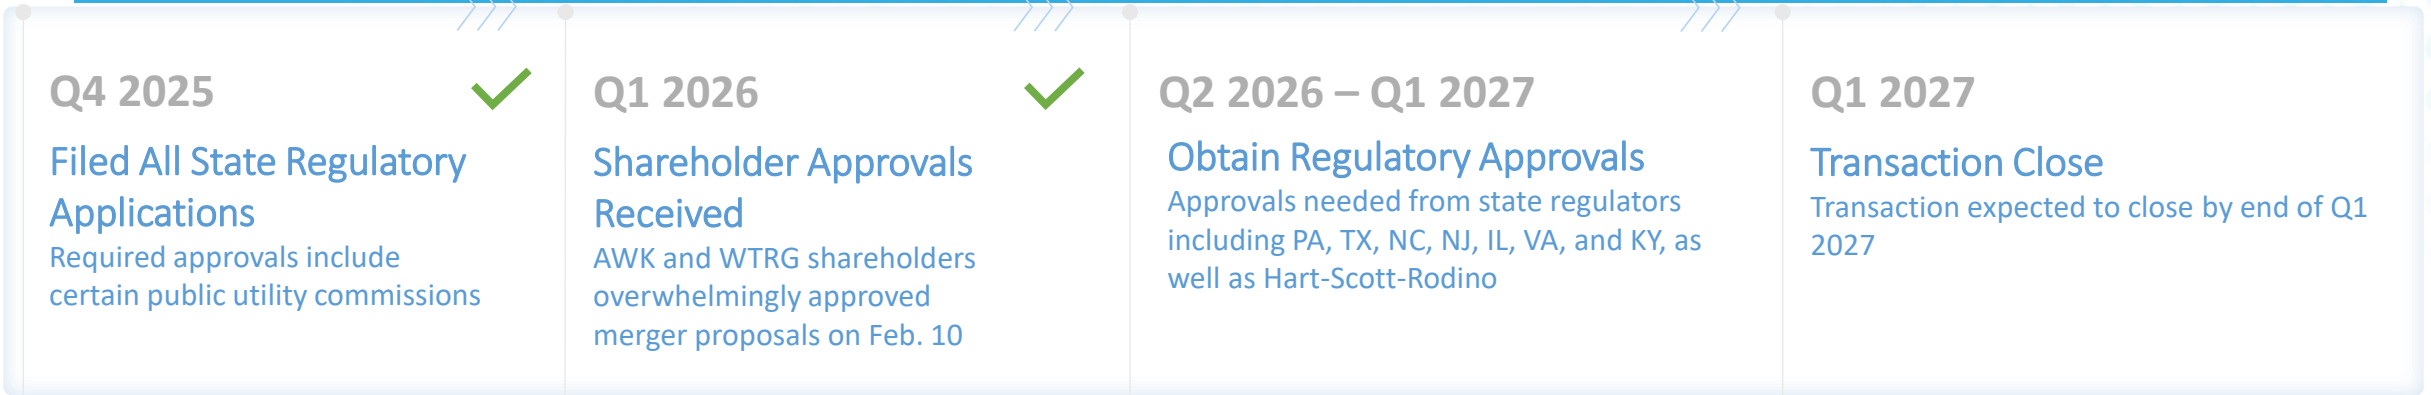 Q4 2025
Filed All State Regulatory
Applications
Required approvals include
certain public utility commissions
Q1 2026
Shareholder Approvals
Received
AWK and WTRG shareholders
overwhelmingly approved
merger proposals on Feb. 10
Q2 2026 – Q1 2027
Obtain Regulatory Approvals
Approvals needed from state regulators
including PA, TX, NC, NJ, IL, VA, and KY, as
well as Hart-Scott-Rodino
Q1 2027
Transaction Close
Transaction expected to close by end of Q1
2027